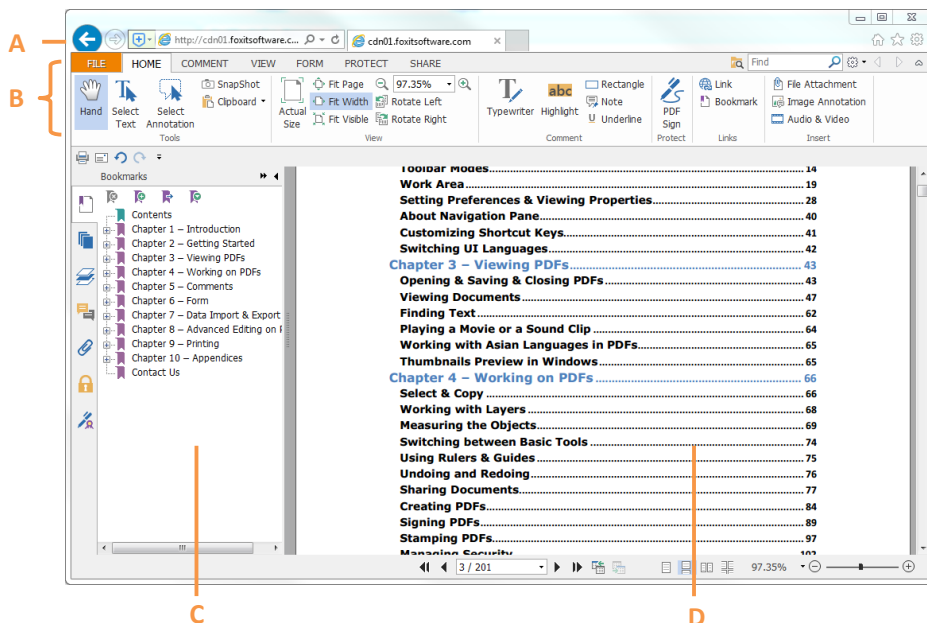 A
http://cdn01.foxitsoftware.c...
cdn01.foxitsoftware.com
B
FILE HOME COMMENT VIEW FORM PROTECT SHARE
Find
Hand
Select Text
Select Annotation
SnapShot
Clipboard
Tools
Actual Size
Fit Page
Fit Width
Fit Visible
97.35%
Rotate Left
Rotate Right
View
Typewriter
abc
Highlight
Rectangle
Note
U Underline
Comment
PDF Sign
Protect
Link
Bookmark
Links
File Attachment
Image Annotation
Audio & Video
Insert
Bookmarks
Contents
Chapter 1 – Introduction
Chapter 2 – Getting Started
Chapter 3 – Viewing PDFs
Chapter 4 – Working on PDFs
Chapter 5 – Comments
Chapter 6 – Form
Chapter 7 – Data Import & Export
Chapter 8 – Advanced Editing on
Chapter 9 – Printing
Chapter 10 – Appendices
Contact Us
Toolbar Modes 14
Work Area 19
Setting Preferences & Viewing Properties 28
About Navigation Pane 40
Customizing Shortcut Keys 41
Switching UI Languages 42
Chapter 3 – Viewing PDFs 43
Opening & Saving & Closing PDFs 43
Viewing Documents 47
Finding Text 62
Playing a Movie or a Sound Clip 64
Working with Asian Languages in PDFs 65
Thumbnails Preview in Windows 65
Chapter 4 – Working on PDFs 66
Select & Copy 66
Working with Layers 68
Measuring the Objects 69
Switching between Basic Tools 74
Using Rulers & Guides 75
Undoing and Redoing 76
Sharing Documents 77
Creating PDFs 84
Signing PDFs 89
Stamping PDFs 97
Managing Security 102
3 / 201
97.35%
C
D